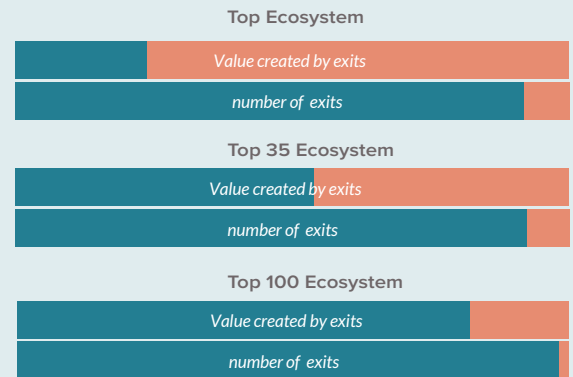 Top Ecosystem
Value created by exits
number of exits
Top 35 Ecosystem
Value created by exits
number of exits
Top 100 Ecosystem
Value created by exits
number of exits